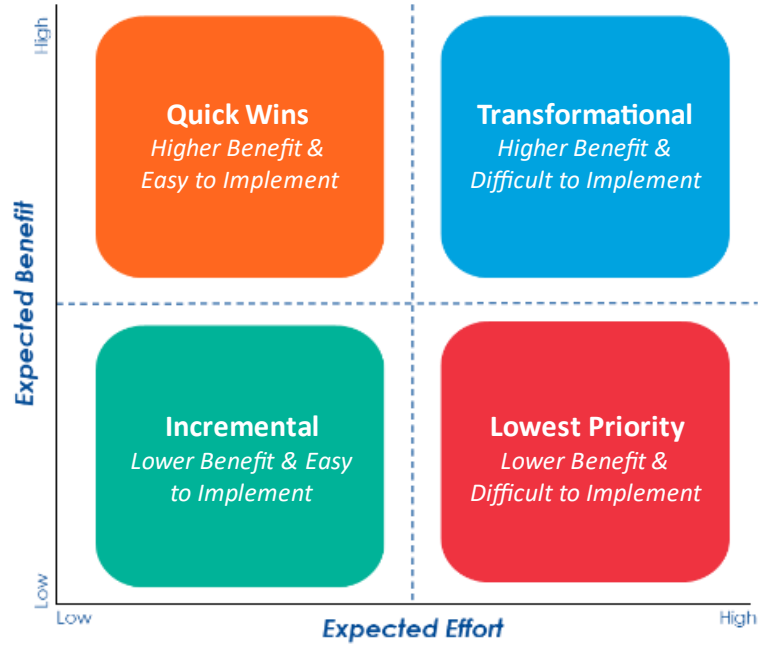 High
Quick Wins
Higher Benefit &
Easy to Implement
Transformational
Higher Benefit &
Difficult to Implement
Expected Benefit
Incremental
Lower Benefit & Easy
to Implement
Lowest Priority
Lower Benefit &
Difficult to Implement
Low
Low
Expected Effort
High